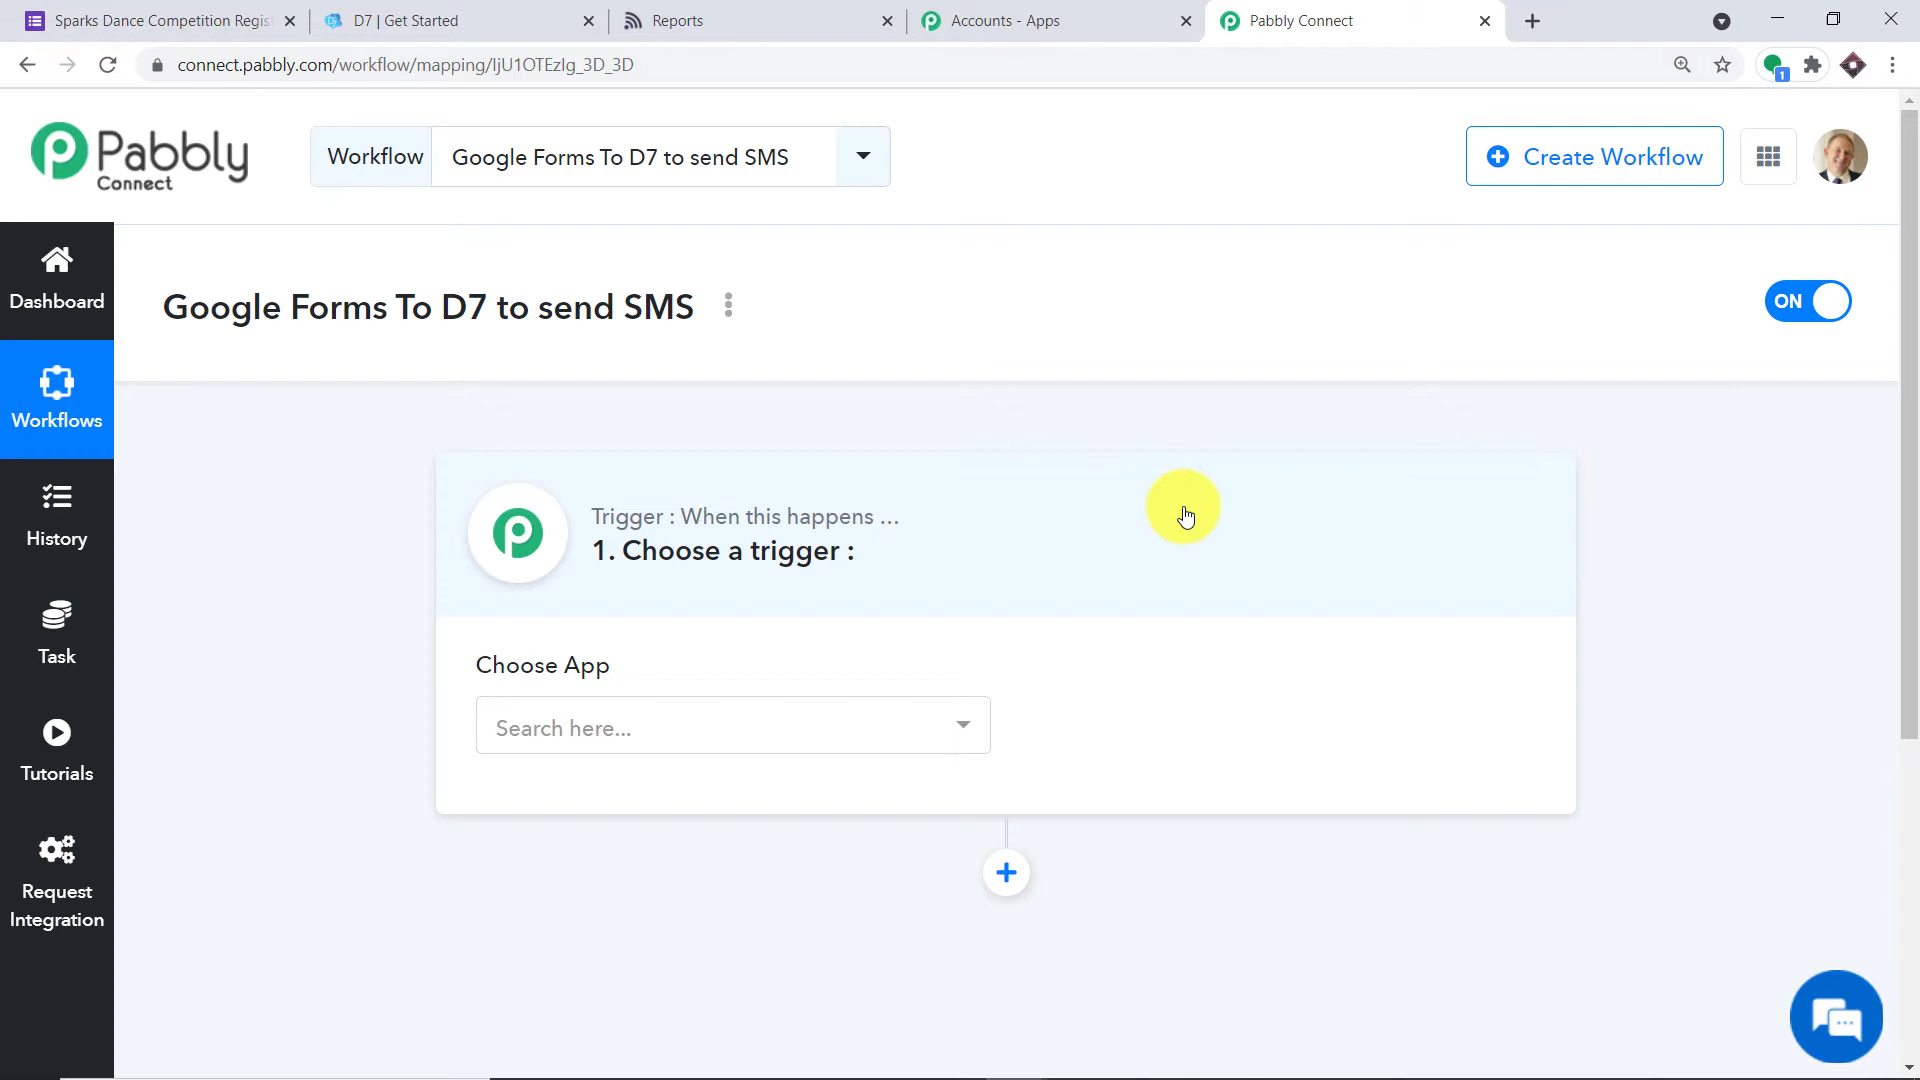 Sparks Dance Competition Regis
D7 | Get Started
Reports
Accounts - Apps
Pabbly Connect
connect.pabbly.com/workflow/mapping/IjU1OTEzIg_3D_3D
1
Pabbly
Connect
Workflow
Google Forms To D7 to send SMS
Create Workflow
Google Forms To D7 to send SMS
ON
Dashboard
Workflows
History
Task
Tutorials
Request
Integration
Trigger : When this happens ...
1. Choose a trigger :
Choose App
Search here...